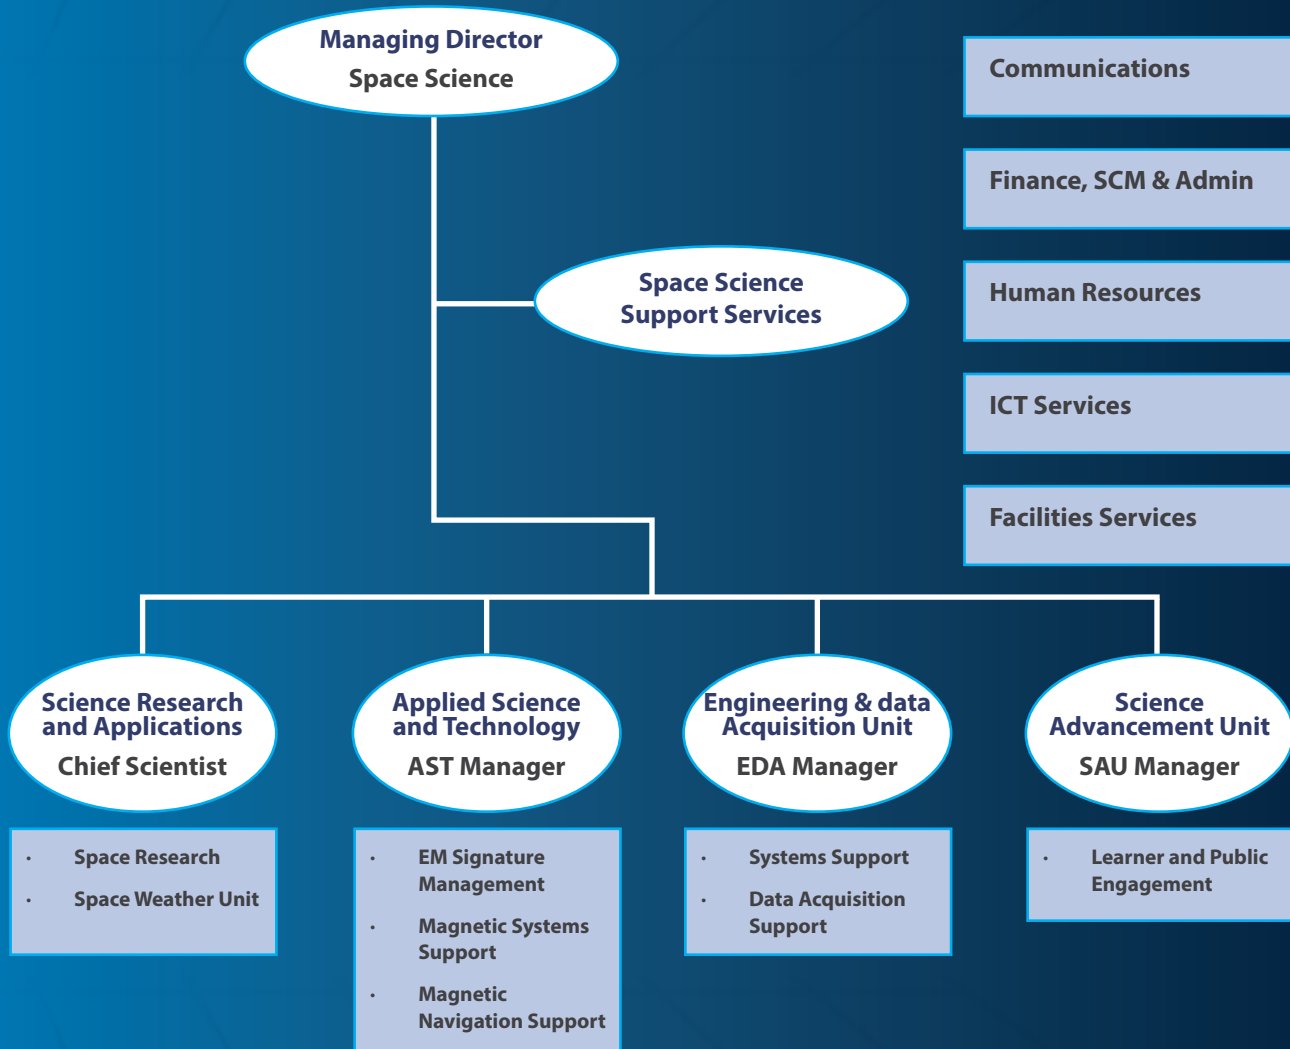 Managing Director
Space Science
Communications
Finance, SCM & Admin
Human Resources
ICT Services
Facilities Services
Space Science
Support Services
Science Research
and Applications
Chief Scientist
· Space Research
· Space Weather Unit
Applied Science
and Technology
AST Manager
· EM Signature
Management
· Magnetic Systems
Support
· Magnetic
Navigation Support
Engineering & data
Acquisition Unit
EDA Manager
· Systems Support
· Data Acquisition
Support
Science
Advancement Unit
SAU Manager
· Learner and Public
Engagement